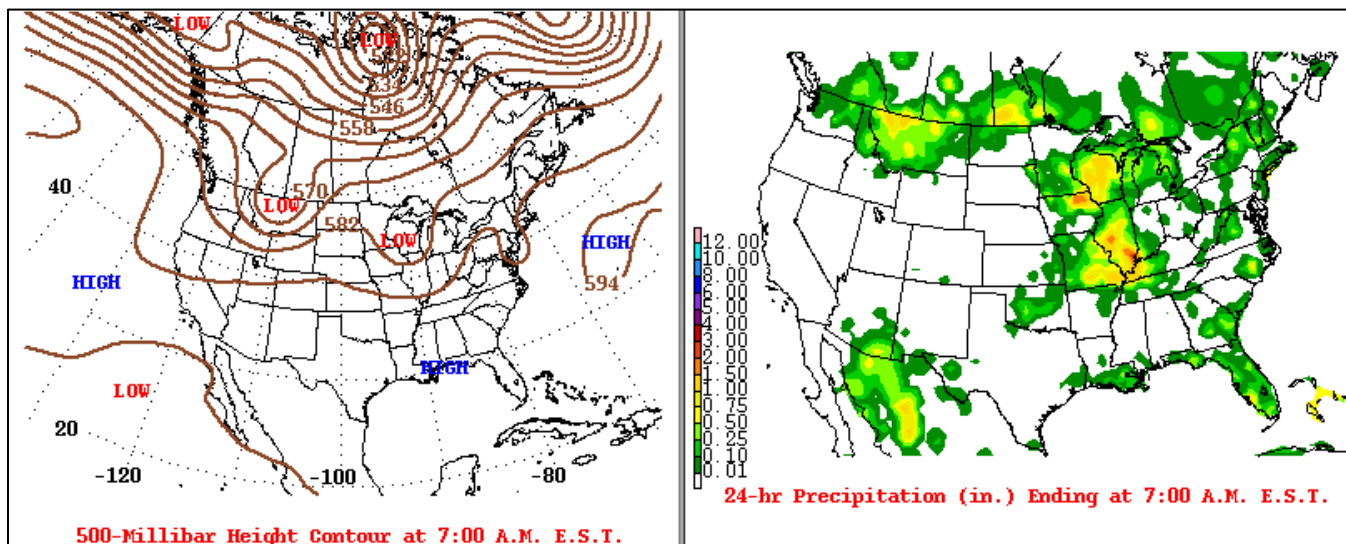 LOW
LOW
534
546
558
40
570
LOW
582
LOW
HIGH
HIGH
594
HIGH
LOW
20
-120
-100
-80
500-Millibar Height Contour at 7:00 A.M. E.S.T.
12.00
10.00
8.00
6.00
4.00
3.00
2.00
1.50
1.00
0.75
0.50
0.25
0.10
0.01
24-hr Precipitation (in.) Ending at 7:00 A.M. E.S.T.